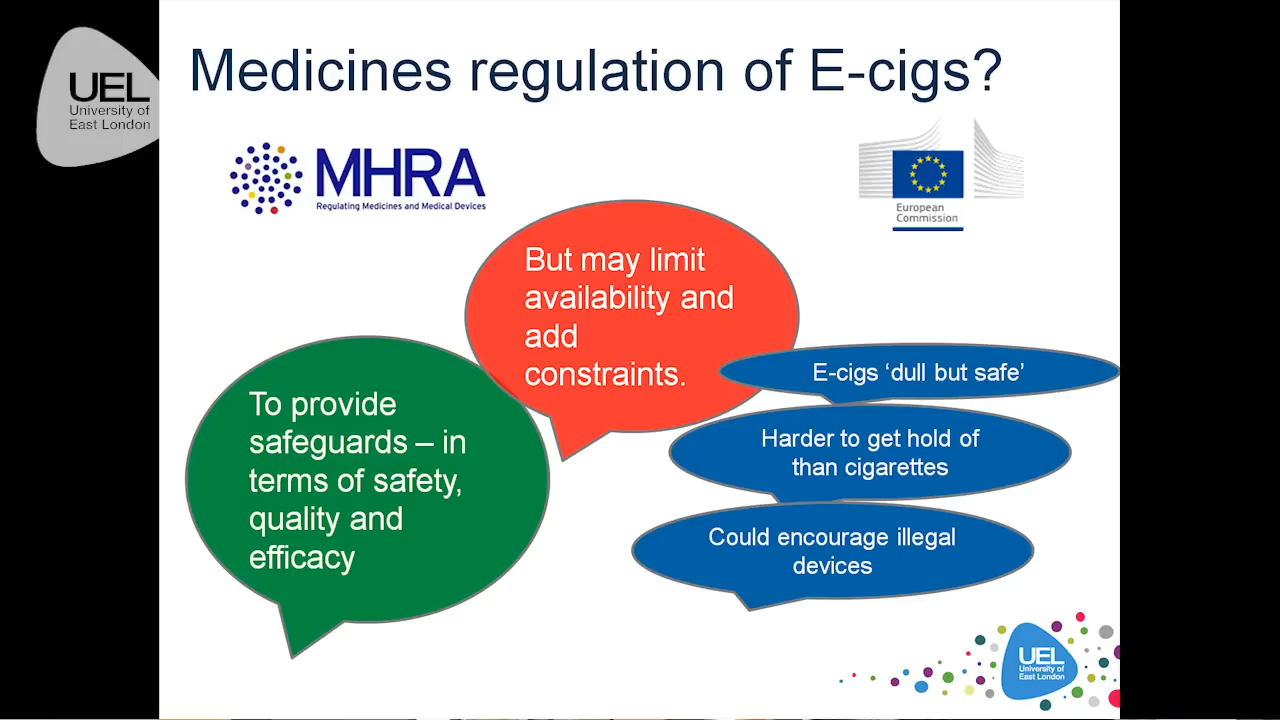 UEL
University of
East London
Medicines regulation of E-cigs?
MHRA
Regulating Medicines and Medical Devices
European
Commission
But may limit
availability and
add
constraints.
To provide
safeguards – in
terms of safety,
quality and
efficacy
E-cigs ‘dull but safe’
Harder to get hold of
than cigarettes
Could encourage illegal
devices
UEL
University of
East London